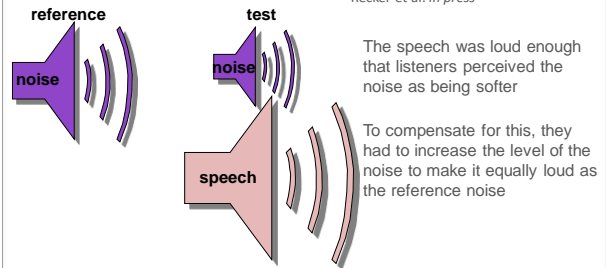 Recker et al. in press
reference
test
noise
noise
speech
The speech was loud enough
that listeners perceived the
noise as being softer
To compensate for this, they
had to increase the level of the
noise to make it equally loud as
the reference noise